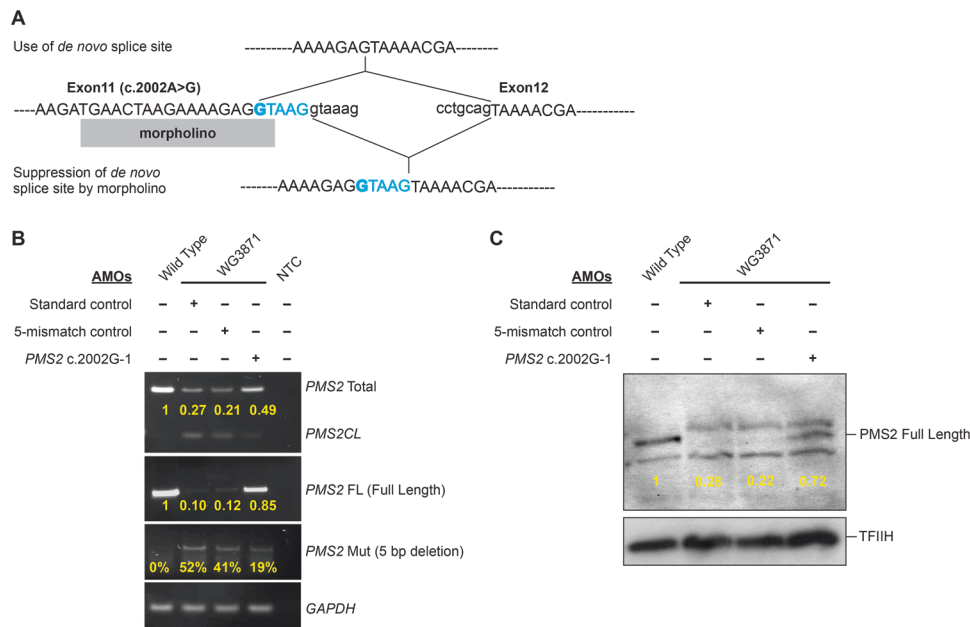 A
Use of de novo splice site
---------AAAAGAGTAAAACGA--------
Exon11 (c.2002A>G)
Exon12
----AAGATGAACTAAGAAAAGAGGTAAGgtaaag
cctgcagTAAAACGA-----------
morpholino
Suppression of de novo
splice site by morpholino
-------AAAAGAGGTAAGTAAAACGA-----------
B
Wild Type
WG3871
NTC
AMOs
Standard control – + – – –
5-mismatch control – – + – –
PMS2 c.2002G-1 – – – + –
PMS2 Total
1 0.27 0.21 0.49
PMS2CL
PMS2 FL (Full Length)
1 0.10 0.12 0.85
PMS2 Mut (5 bp deletion)
0% 52% 41% 19%
GAPDH
C
Wild Type
WG3871
AMOs
Standard control – + – –
5-mismatch control – – + –
PMS2 c.2002G-1 – – – +
PMS2 Full Length
1 0.26 0.22 0.72
TFIIH